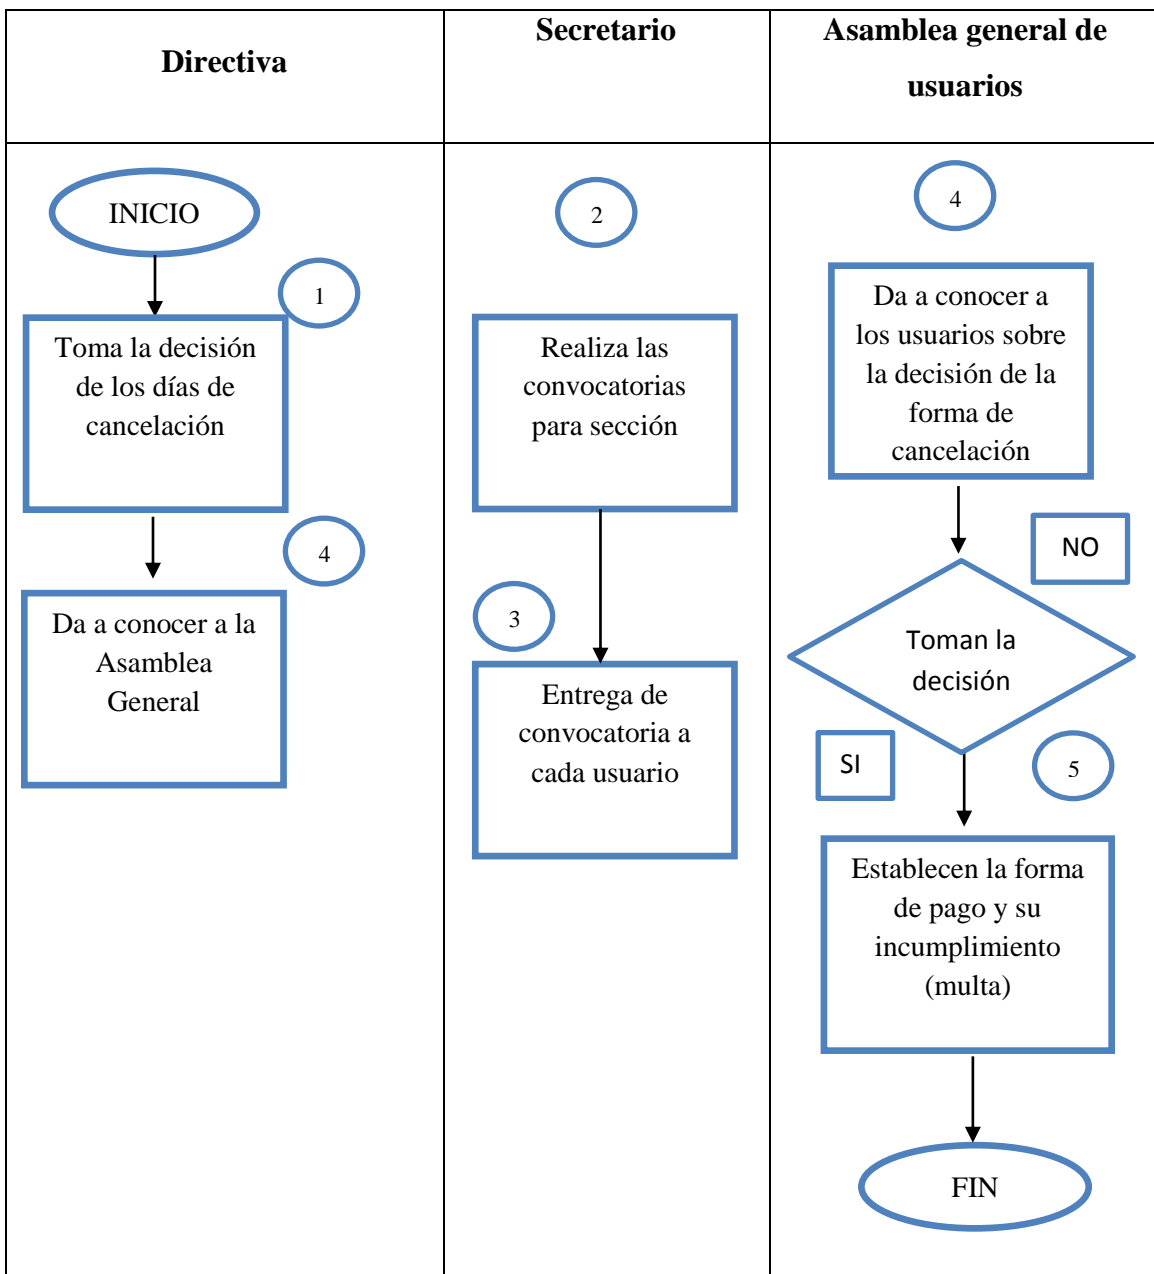 Directiva
Secretario
Asamblea general de
usuarios
INICIO
1
Toma la decisión
de los días de
cancelación
4
Da a conocer a la
Asamblea
General
2
Realiza las
convocatorias
para sección
3
Entrega de
convocatoria a
cada usuario
4
Da a conocer a
los usuarios sobre
la decisión de la
forma de
cancelación
NO
Toman la
decisión
SI
5
Establecen la forma
de pago y su
incumplimiento
(multa)
FIN